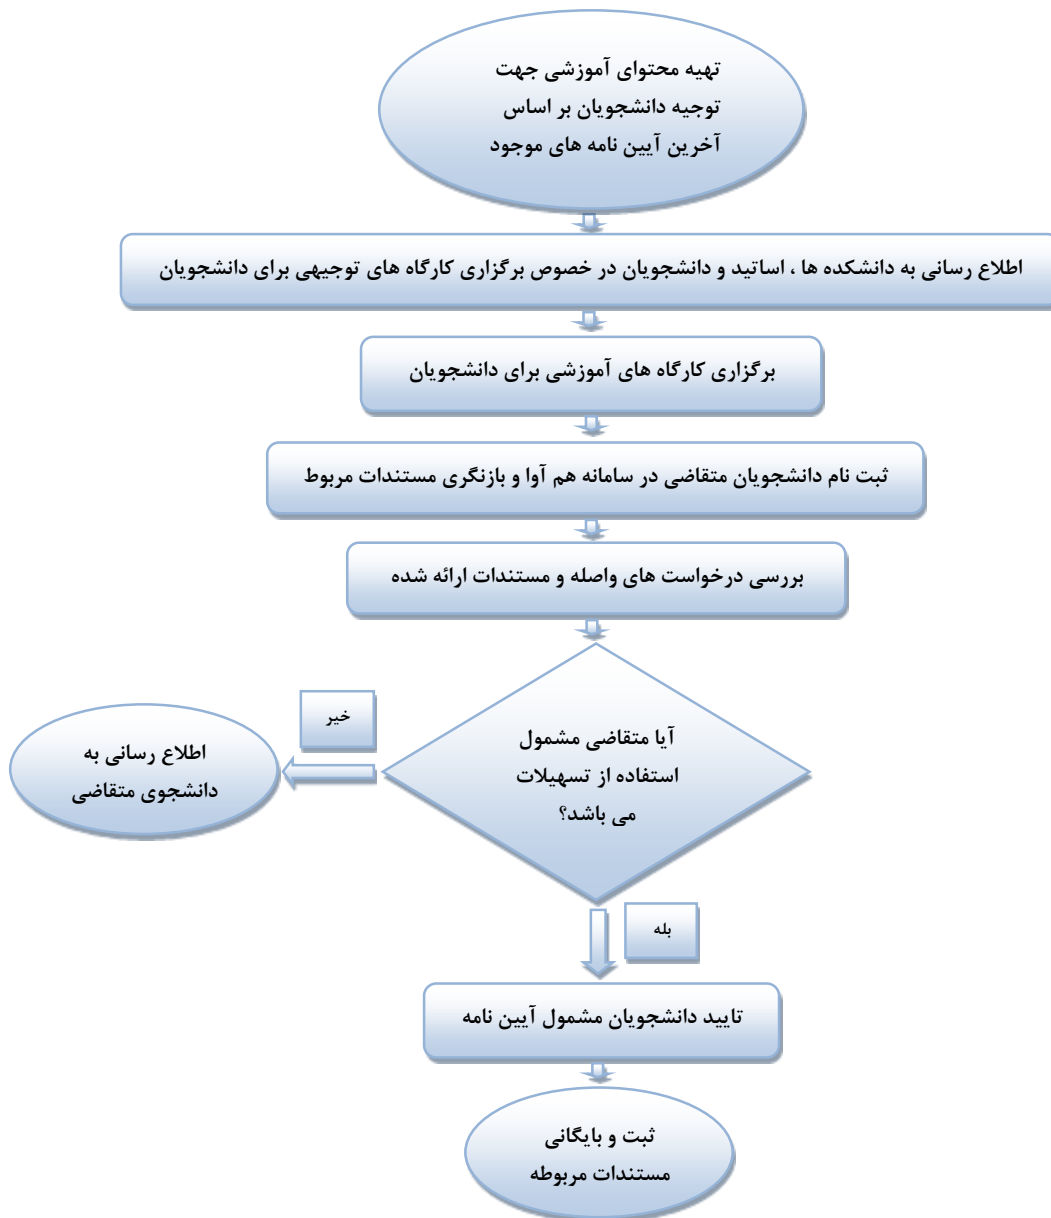 تهیه محتوای آموزشی جهت
توجیه دانشجویان بر اساس
آخرین آیین نامه های موجود
اطلاع رسانی به دانشکده ها ، اساتید و دانشجویان در خصوص برگزاری کارگاه های توجیهی برای دانشجویان
برگزاری کارگاه های آموزشی برای دانشجویان
ثبت نام دانشجویان متقاضی در سامانه هم آوا و بازنگری مستندات مربوط
بررسی درخواست های واصله و مستندات ارائه شده
آیا متقاضی مشمول
استفاده از تسهیلات
می باشد؟
خیر
اطلاع رسانی به
دانشجوی متقاضی
بله
تایید دانشجویان مشمول آیین نامه
ثبت و بایگانی
مستندات مربوطه